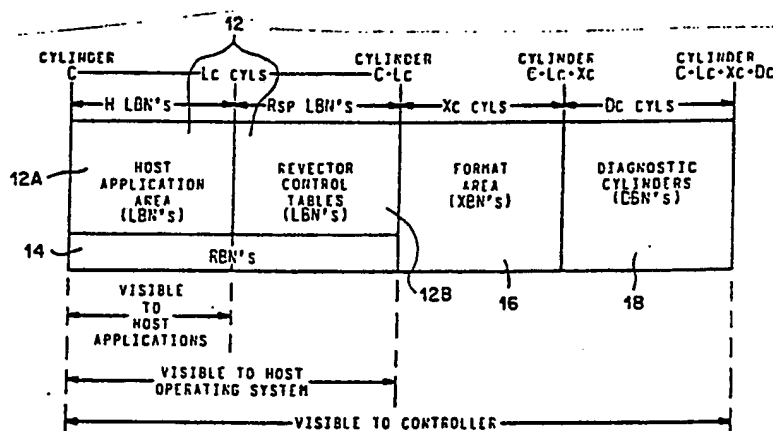 12
CYLINDER C
Lc CYLS
CYLINDER C+Lc
CYLINDER C+Lc+Xc
CYLINDER C+Lc+Xc+Dc
H LBN'S
RSP LBN'S
XC CYLS
DC CYLS
12A
HOST APPLICATION AREA (LBN's)
REVECTOR CONTROL TABLES (LBN's)
FORMAT AREA (XBN's)
DIAGNOSTIC CYLINDERS (DBN's)
14
RBN's
12B
16
18
VISIBLE TO HOST APPLICATIONS
VISIBLE TO HOST OPERATING SYSTEM
VISIBLE TO CONTROLLER